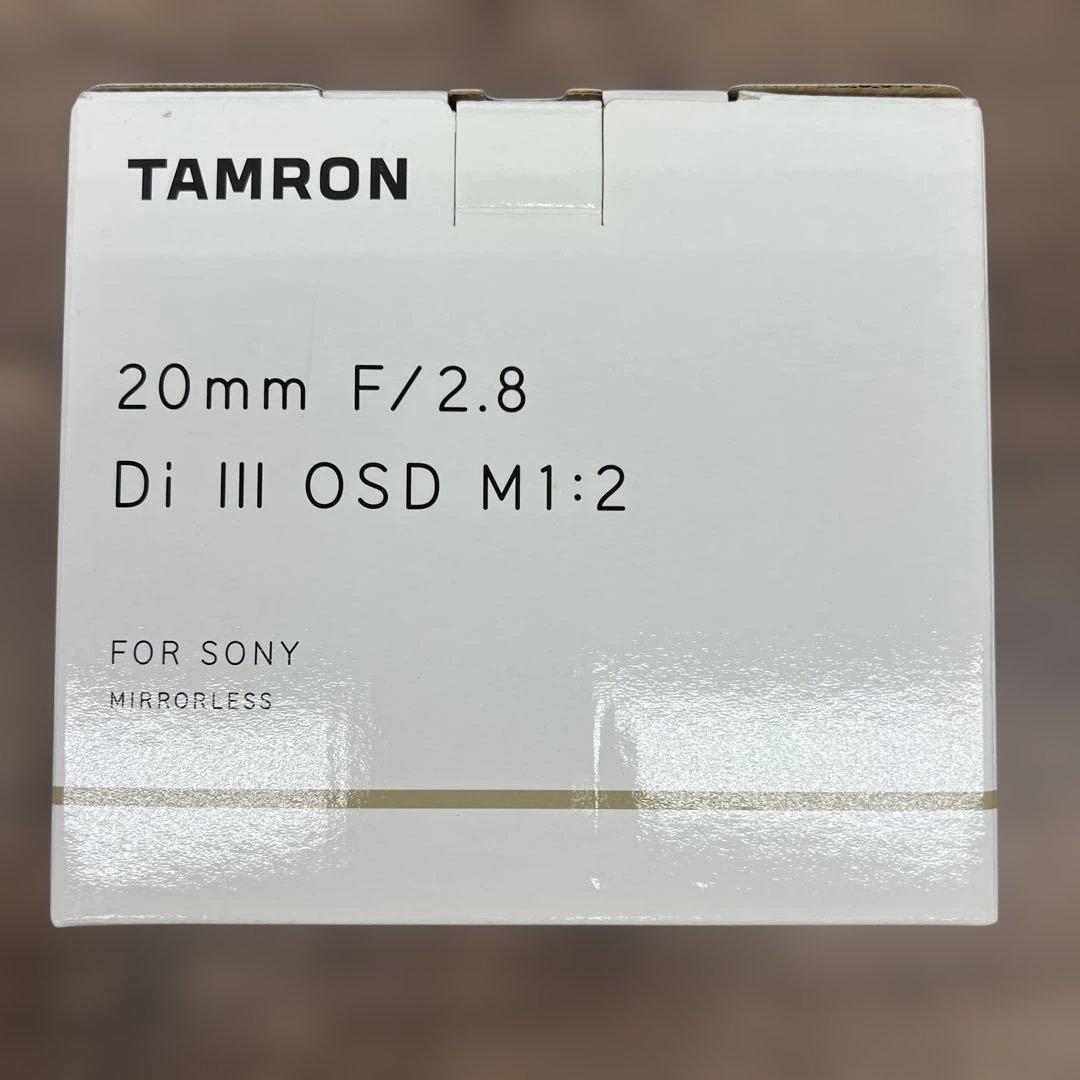 TAMRON
20mm F/2.8
Di III OSD M1:2
FOR SONY
MIRRORLESS